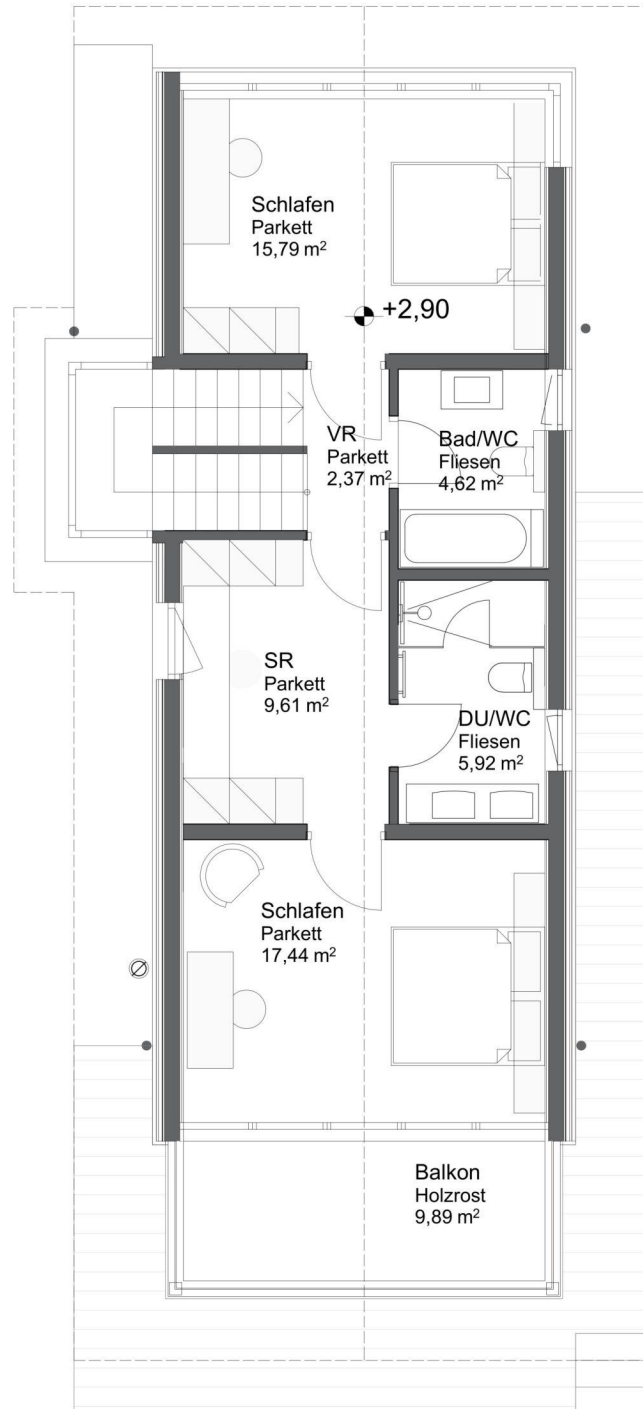 Schlafen
Parkett
15,79 m²
+2,90
VR
Parkett
2,37 m²
Bad/WC
Fliesen
4,62 m²
SR
Parkett
9,61 m²
DU/WC
Fliesen
5,92 m²
Schlafen
Parkett
17,44 m²
Balkon
Holzrost
9,89 m²